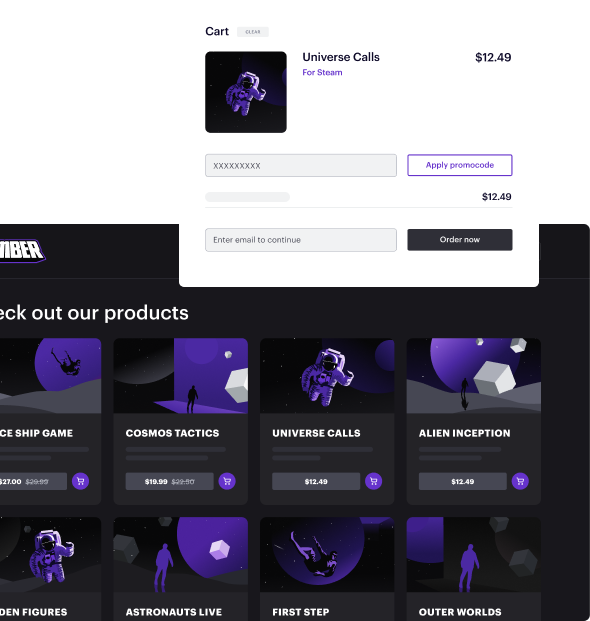 Cart CLEAR
Universe Calls $12.49
For Steam
XXXXXXXXX Apply promocode
$12.49
Enter email to continue Order now
MBER
eck out our products
CE SHIP GAME COSMOS TACTICS UNIVERSE CALLS ALIEN INCEPTION
$27.00 $29.99 $19.99 $22.50 $12.49 $12.49
DEN FIGURES ASTRONAUTS LIVE FIRST STEP OUTER WORLDS